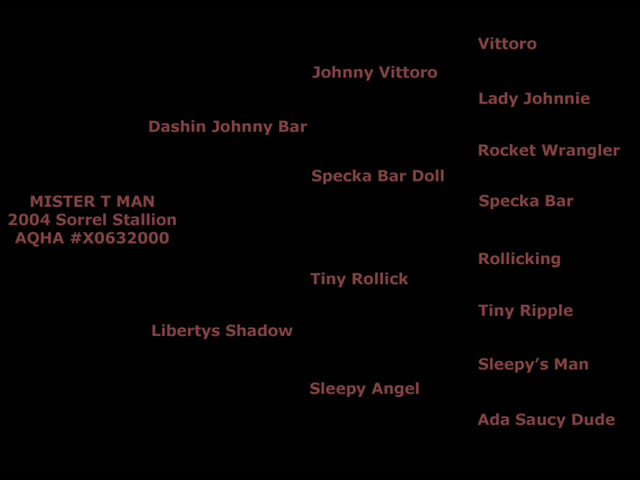 Vittoro
Johnny Vittoro
Lady Johnnie
Dashin Johnny Bar
Rocket Wrangler
Specka Bar Doll
Specka Bar
MISTER T MAN
2004 Sorrel Stallion
AQHA #X0632000
Rollicking
Tiny Rollick
Tiny Ripple
Libertys Shadow
Sleepy’s Man
Sleepy Angel
Ada Saucy Dude